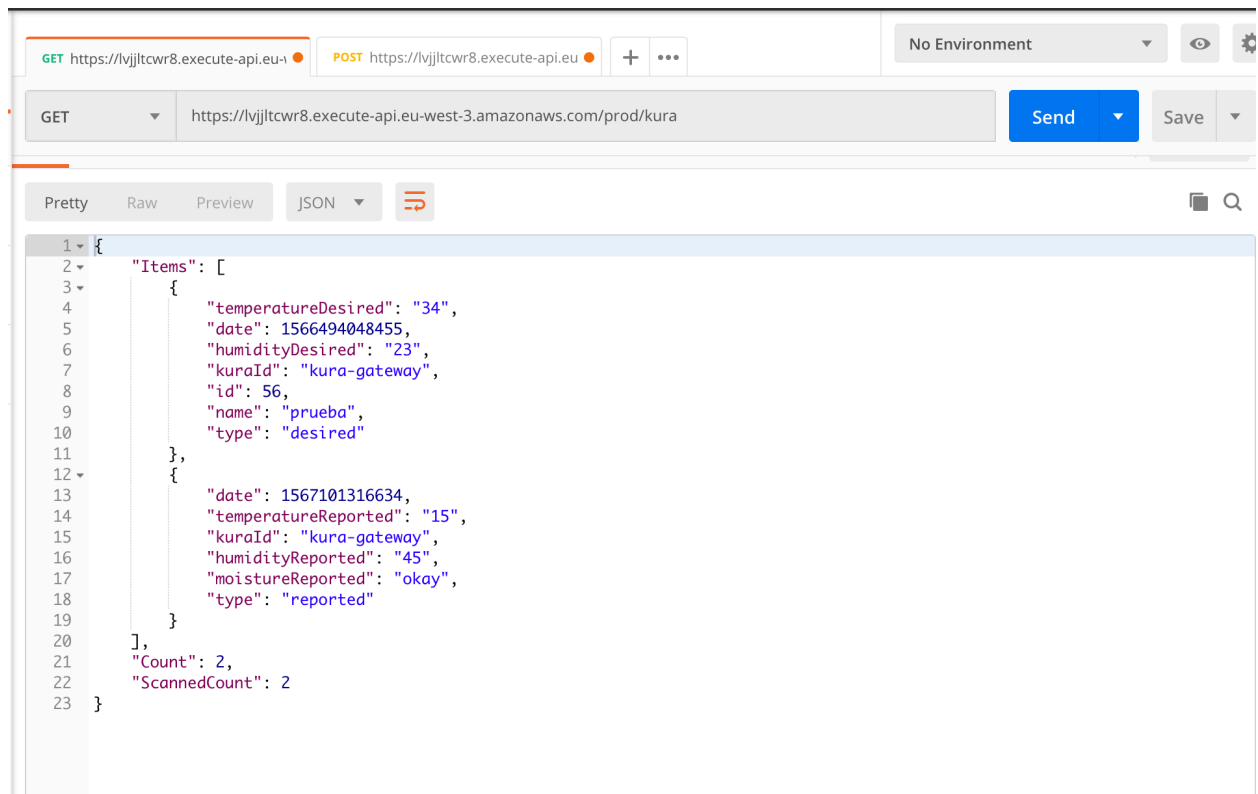 GET https://lvjjltcwr8.execute-api.eu-v
POST https://lvjjltcwr8.execute-api.eu
No Environment
GET
https://lvjjltcwr8.execute-api.eu-west-3.amazonaws.com/prod/kura
Send
Save
Pretty Raw Preview JSON
1 {
2 "Items": [
3 {
4 "temperatureDesired": "34",
5 "date": 1566494048455,
6 "humidityDesired": "23",
7 "kuraId": "kura-gateway",
8 "id": 56,
9 "name": "prueba",
10 "type": "desired"
11 },
12 {
13 "date": 1567101316634,
14 "temperatureReported": "15",
15 "kuraId": "kura-gateway",
16 "humidityReported": "45",
17 "moistureReported": "okay",
18 "type": "reported"
19 }
20 ],
21 "Count": 2,
22 "ScannedCount": 2
23 }